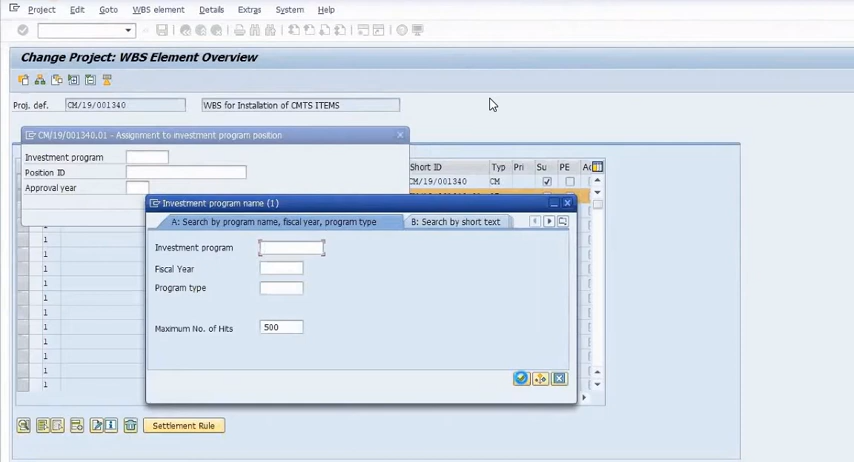 Project Edit Goto WBS element Details Extras System Help
Change Project: WBS Element Overview
Proj. def. CM/19/001340 WBS for Instalation of CMTS ITEMS
CM/19/001340.01 - Assignment to investment program position
Investment program
Position ID
Approval year
Short ID Typ Pri Su PE Ac
CM/19/001340 CM
Investment program name (1)
A: Search by program name, fiscal year, program type B: Search by short text
Investment program
Fiscal Year
Program type
Maximum No. of Hits 500
1
1
1
1
1
1
1
1
1
1
1
Settlement Rule